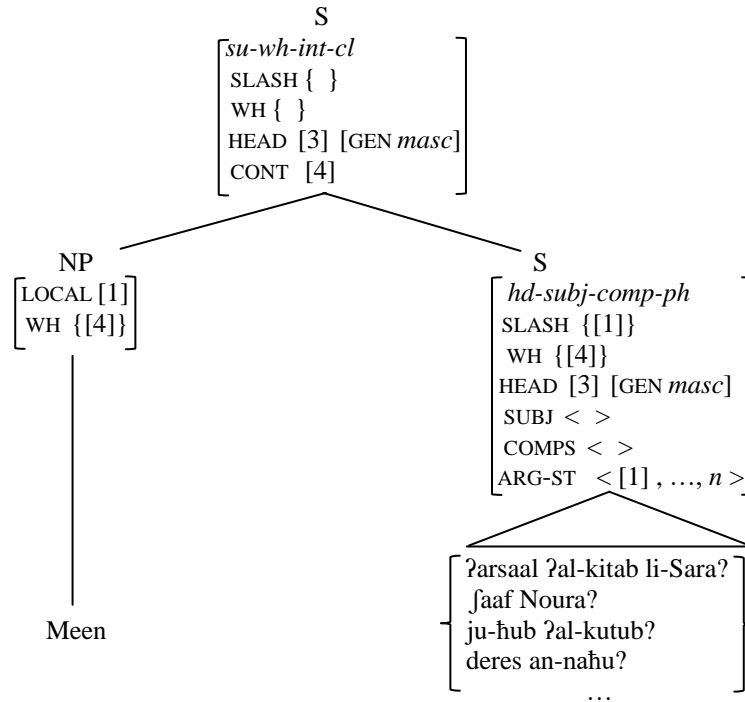 S
su-wh-int-cl
SLASH { }
WH { }
HEAD [3] [GEN masc]
CONT [4]
NP
LOCAL [1]
WH {[4]}
S
hd-subj-comp-ph
SLASH {[1]}
WH {[4]}
HEAD [3] [GEN masc]
SUBJ < >
COMPS < >
ARG-ST < [1] , …, n >
Meen
ʔarsaal ʔal-kitab li-Sara?
ʃaaf Noura?
ju-ħub ʔal-kutub?
deres an-naħu?
…